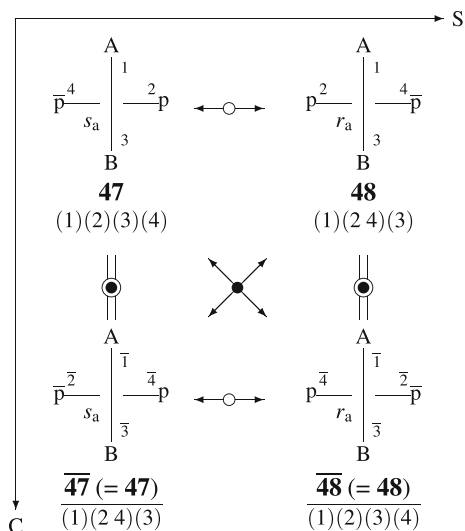 S
A A
1 1
p̅ 4 2 p p 2 4 p̅
sₐ 3 rₐ 3
B B
47 48
(1)(2)(3)(4) (1)(2 4)(3)
A A
1̅ 1̅
p̅ 2̅ 4̅ p p 4̅ 2̅ p̅
sₐ 3̅ rₐ 3̅
B B
4̅7̅ (= 47) 4̅8̅ (= 48)
(̅1̅)̅(̅2̅ ̅4̅)̅(̅3̅)̅ (̅1̅)̅(̅2̅)̅(̅3̅)̅(̅4̅)̅
C